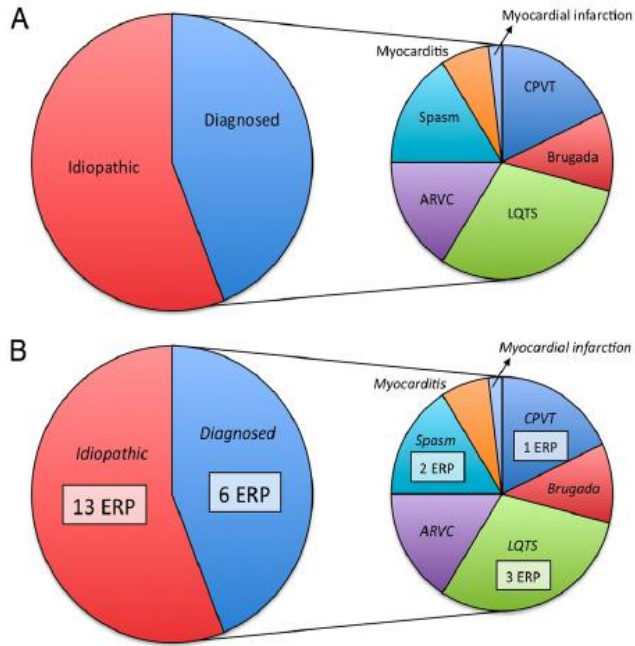 A
Idiopathic
Diagnosed
Myocardial infarction
Myocarditis
CPVT
Spasm
Brugada
ARVC
LQTS
B
Idiopathic
13 ERP
Diagnosed
6 ERP
Myocardial infarction
Myocarditis
CPVT
1 ERP
Spasm
2 ERP
Brugada
ARVC
LQTS
3 ERP